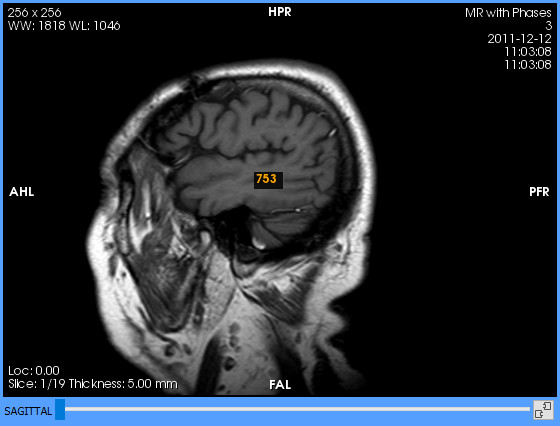 256 x 256
WW: 1818 WL: 1046
HPR
MR with Phases
3
2011-12-12
11:03:08
11:03:08
753
AHL
PFR
Loc: 0.00
Slice: 1/19 Thickness: 5.00 mm
FAL
SAGITTAL